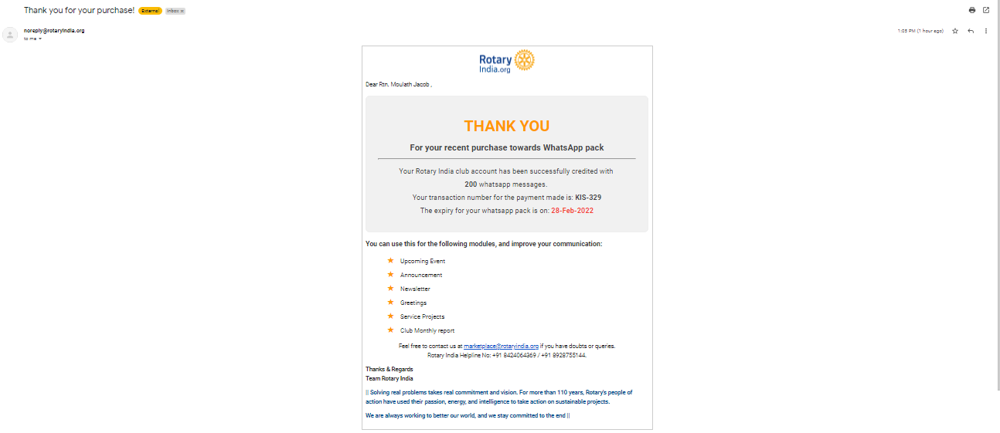 Thank you for your purchase! External Inbox x
noreply@rotaryindia.org 1:05 PM (1 hour ago)
to me
Rotary
India.org
Dear Rtn. Moulath Jacob ,
THANK YOU
For your recent purchase towards WhatsApp pack
Your Rotary India club account has been successfully credited with
200 whatsapp messages.
Your transaction number for the payment made is: KIS-329
The expiry for your whatsapp pack is on: 28-Feb-2022
You can use this for the following modules, and improve your communication:
Upcoming Event
Announcement
Newsletter
Greetings
Service Projects
Club Monthly report
Feel free to contact us at marketplace@rotaryindia.org if you have doubts or queries.
Rotary India Helpline No: +91 8424064369 / +91 8928755144.
Thanks & Regards
Team Rotary India
|| Solving real problems takes real commitment and vision. For more than 110 years, Rotary's people of
action have used their passion, energy, and intelligence to take action on sustainable projects.
We are always working to better our world, and we stay committed to the end ||